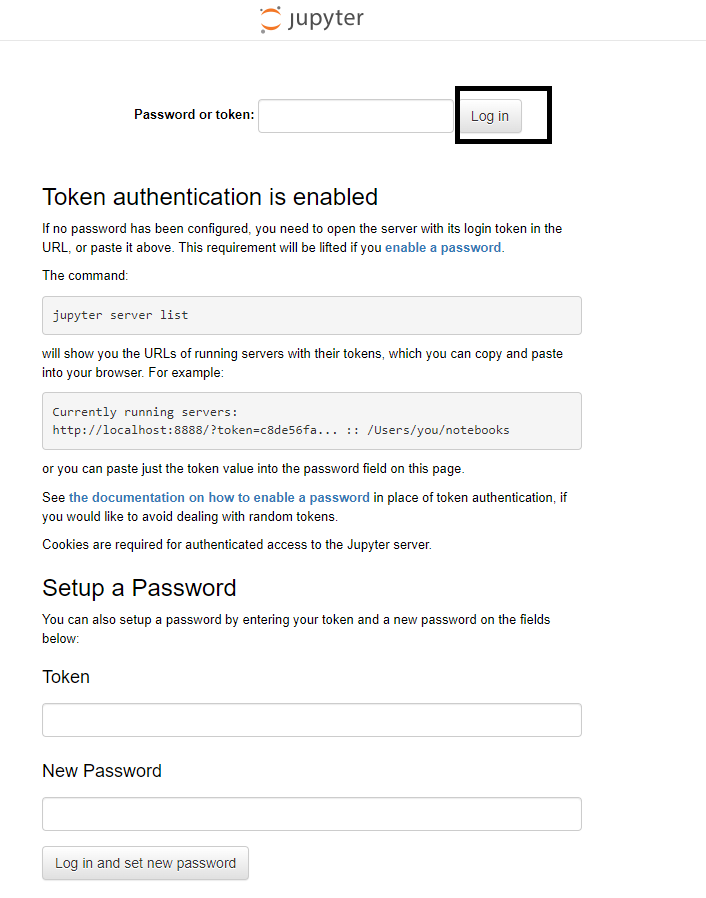 jupyter
Password or token:
Log in
Token authentication is enabled
If no password has been configured, you need to open the server with its login token in the
URL, or paste it above. This requirement will be lifted if you enable a password.
The command:
jupyter server list
will show you the URLs of running servers with their tokens, which you can copy and paste
into your browser. For example:
Currently running servers:
http://localhost:8888/?token=c8de56fa... :: /Users/you/notebooks
or you can paste just the token value into the password field on this page.
See the documentation on how to enable a password in place of token authentication, if
you would like to avoid dealing with random tokens.
Cookies are required for authenticated access to the Jupyter server.
Setup a Password
You can also setup a password by entering your token and a new password on the fields
below:
Token
New Password
Log in and set new password